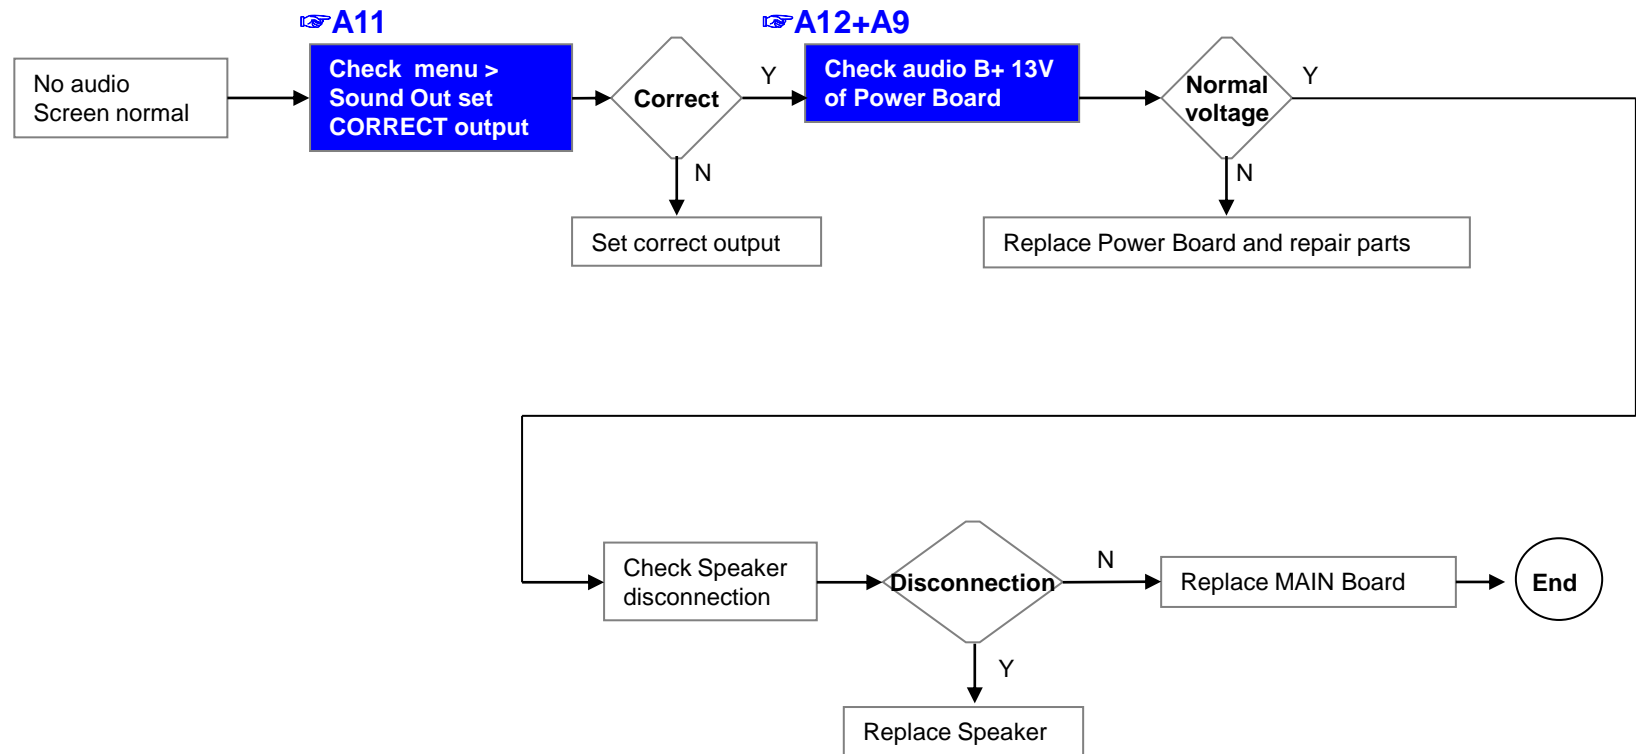 ☞A11
☞A12+A9
No audio
Screen normal
Check menu >
Sound Out set
CORRECT output
Correct
Y
Check audio B+ 13V
of Power Board
Normal
voltage
Y
N
N
Set correct output
Replace Power Board and repair parts
Check Speaker
disconnection
Disconnection
N
Replace MAIN Board
End
Y
Replace Speaker